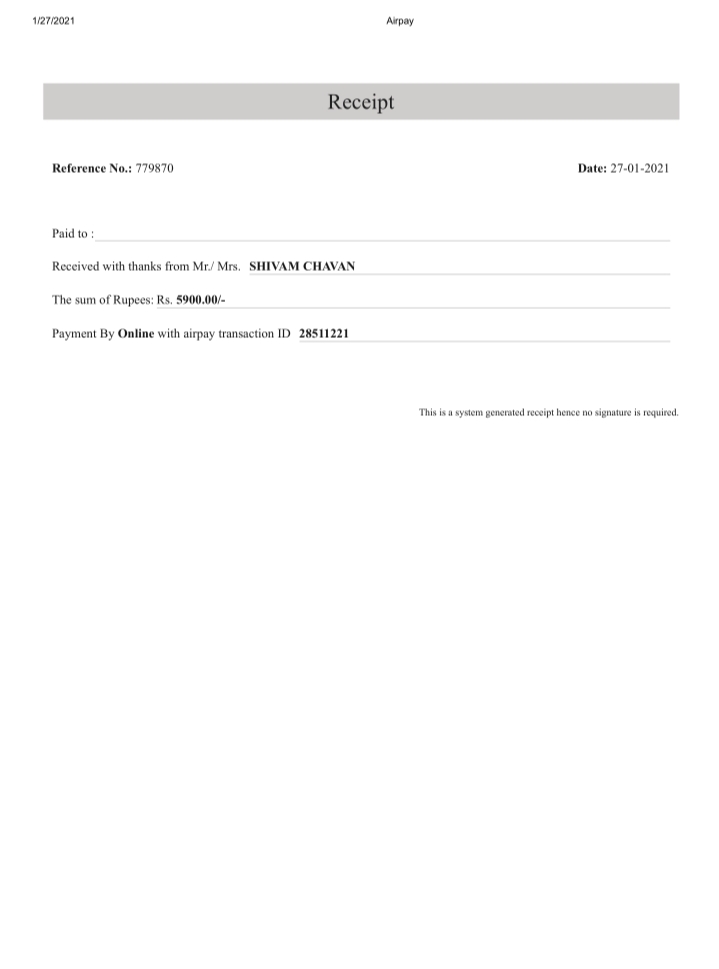 1/27/2021 Airpay
Receipt
Reference No.: 779870 Date: 27-01-2021
Paid to :
Received with thanks from Mr./ Mrs. SHIVAM CHAVAN
The sum of Rupees: Rs. 5900.00/-
Payment By Online with airpay transaction ID 28511221
This is a system generated receipt hence no signature is required.